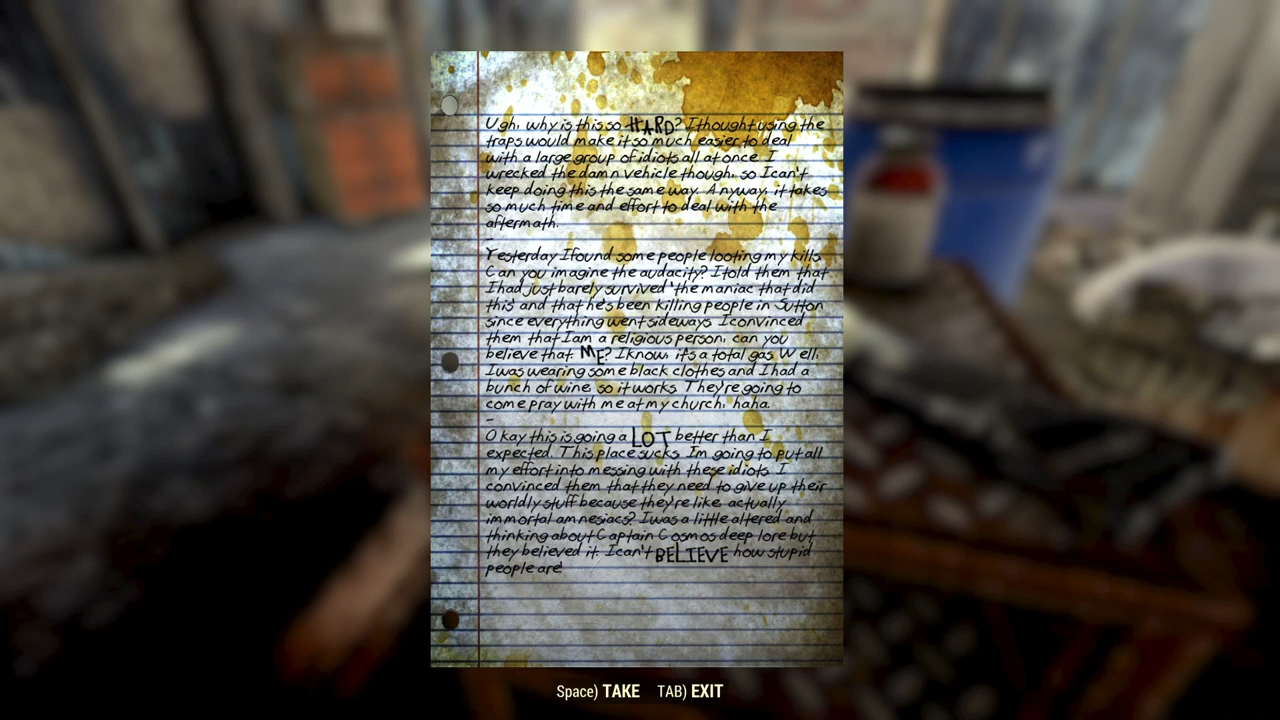 Ugh, why is this so HARD? I thought using the
traps would make it so much easier to deal
with a large group of idiots all at once. I
wrecked the damn vehicle though, so I can't
keep doing this the same way. Anyway, it takes
so much time and effort to deal with the
aftermath.
-
Yesterday I found some people looting my kills.
Can you imagine the audacity? I told them that
I had just barely survived 'the maniac that did
this' and that he's been killing people in Sutton
since everything went sideways. I convinced
them that I am a religious person, can you
believe that, ME? I know, it's a total gas. Well,
I was wearing some black clothes and I had a
bunch of wine, so it works. They're going to
come pray with me at my church, haha.
-
Okay this is going a LOT better than I
expected. This place sucks. Im going to put all
my effort into messing with these idiots. I
convinced them that they need to give up their
worldly stuff because they're like, actually
immortal amnesiacs? I was a little altered and
thinking about Captain Cosmos deep lore but
they believed it. I can't BELIEVE how stupid
people are!
Space) TAKE TAB) EXIT